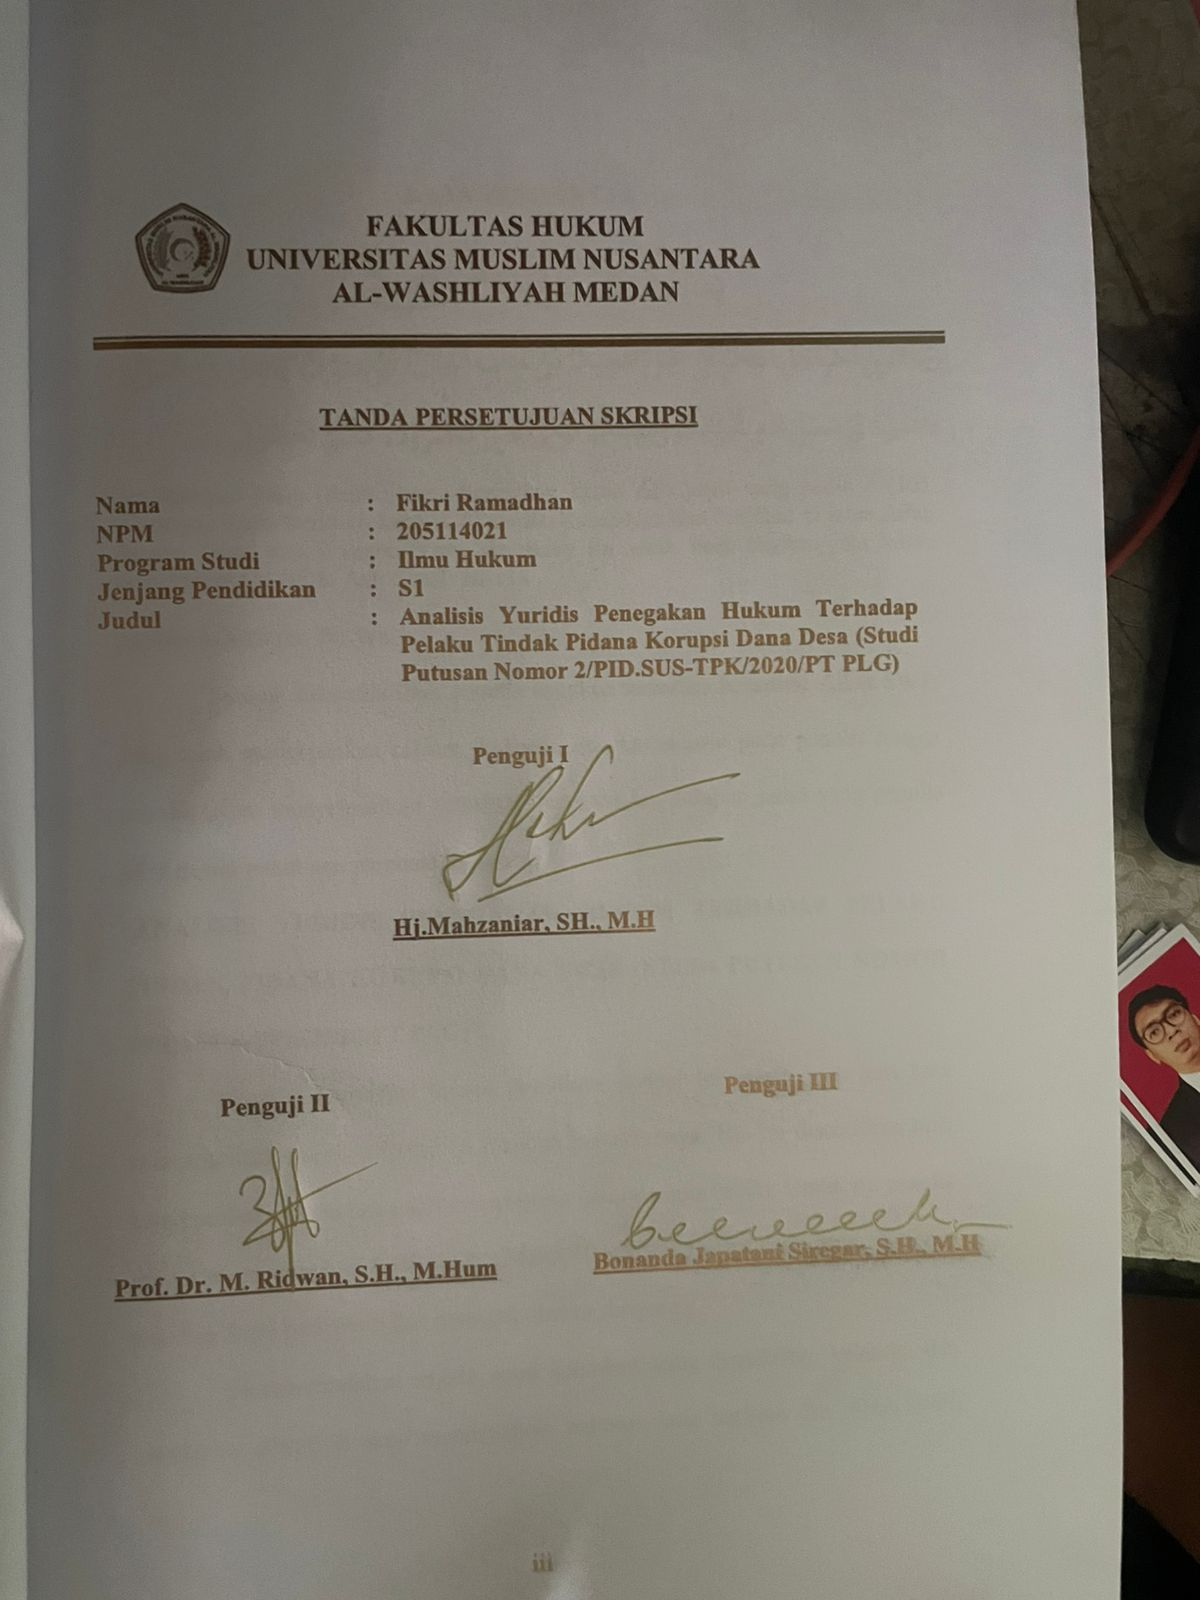 FAKULTAS HUKUM
UNIVERSITAS MUSLIM NUSANTARA
AL-WASHLIYAH MEDAN
TANDA PERSETUJUAN SKRIPSI
Nama : Fikri Ramadhan
NPM : 205114021
Program Studi : Ilmu Hukum
Jenjang Pendidikan : S1
Judul : Analisis Yuridis Penegakan Hukum Terhadap
Pelaku Tindak Pidana Korupsi Dana Desa (Studi
Putusan Nomor 2/PID.SUS-TPK/2020/PT PLG)
Penguji I
Hj.Mahzaniar, SH., M.H
Penguji II
Prof. Dr. M. Ridwan, S.H., M.Hum
Penguji III
Bonanda Japatani Siregar, S.H., M.H
iii